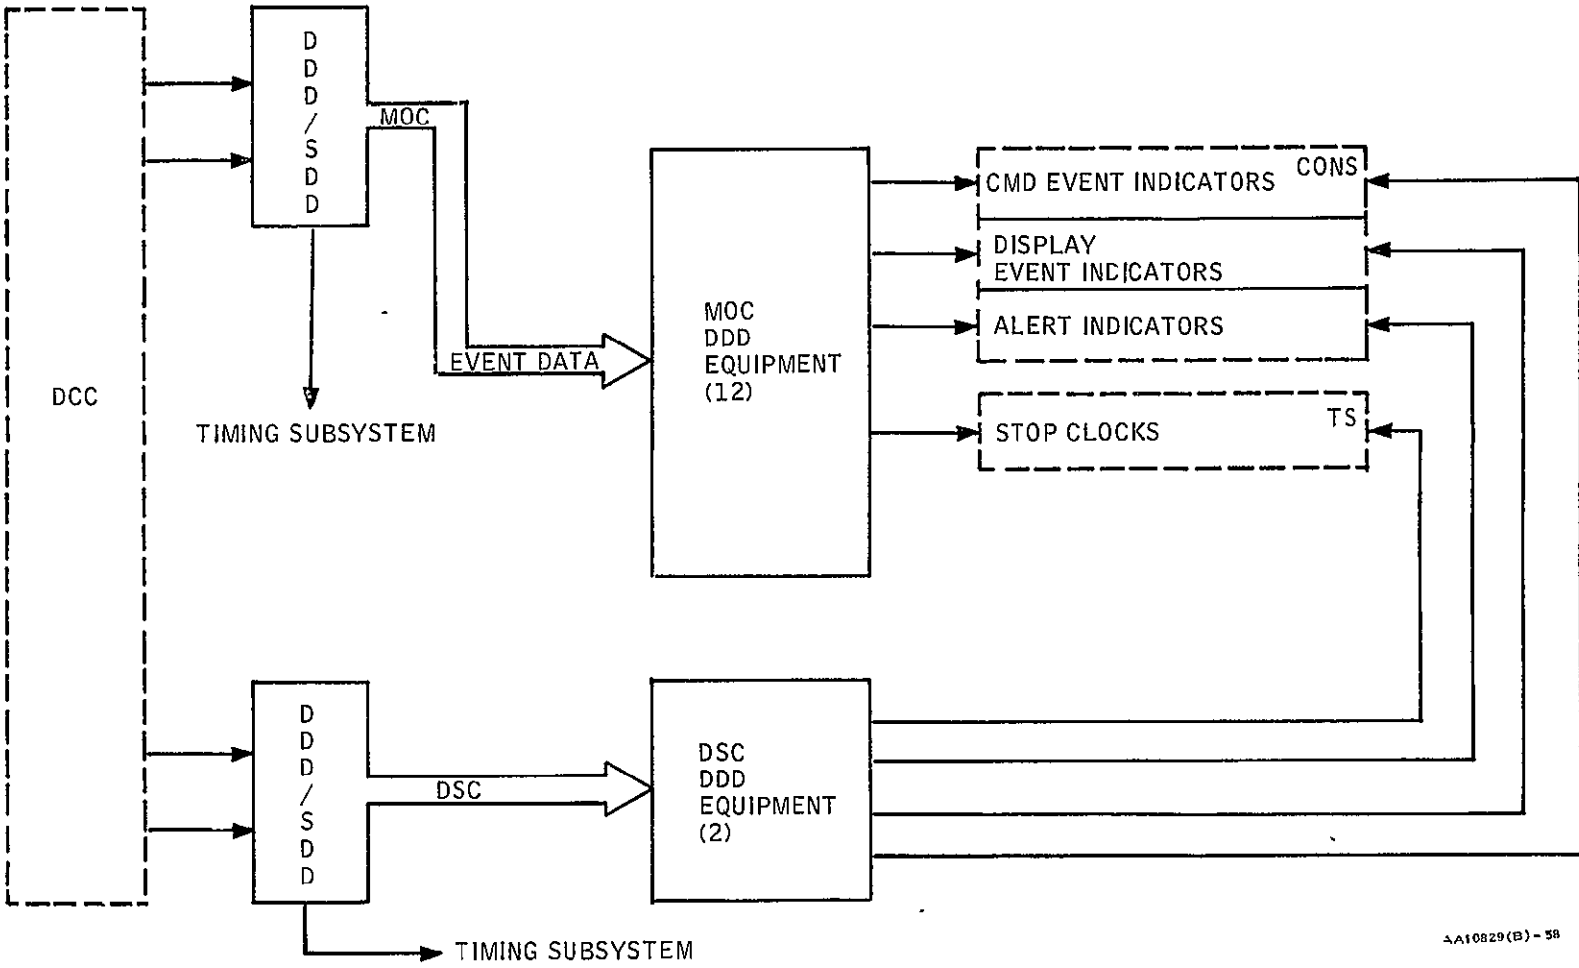 DCC
D
D
D
/
S
D
D
MOC
EVENT DATA
TIMING SUBSYSTEM
MOC
DDD
EQUIPMENT
(12)
CONS
CMD EVENT INDICATORS
DISPLAY
EVENT INDICATORS
ALERT INDICATORS
TS
STOP CLOCKS
D
D
D
/
S
D
D
DSC
TIMING SUBSYSTEM
DSC
DDD
EQUIPMENT
(2)
AA10829(B)-58